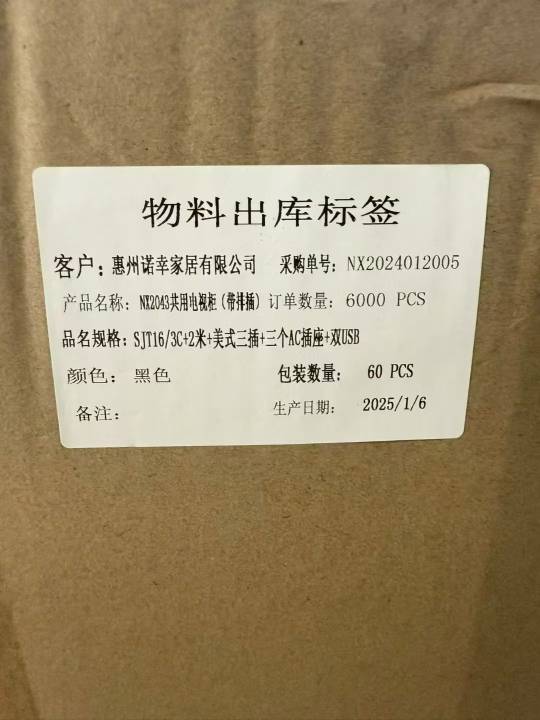 物料出库标签
客户：惠州诺幸家居有限公司 采购单号：NX2024012005
产品名称：NX2043共用电视柜（带排插） 订单数量：6000 PCS
品名规格：SJT16/3C+2米+美式三插+三个AC插座+双USB
颜色：黑色 包装数量：60 PCS
备注： 生产日期：2025/1/6